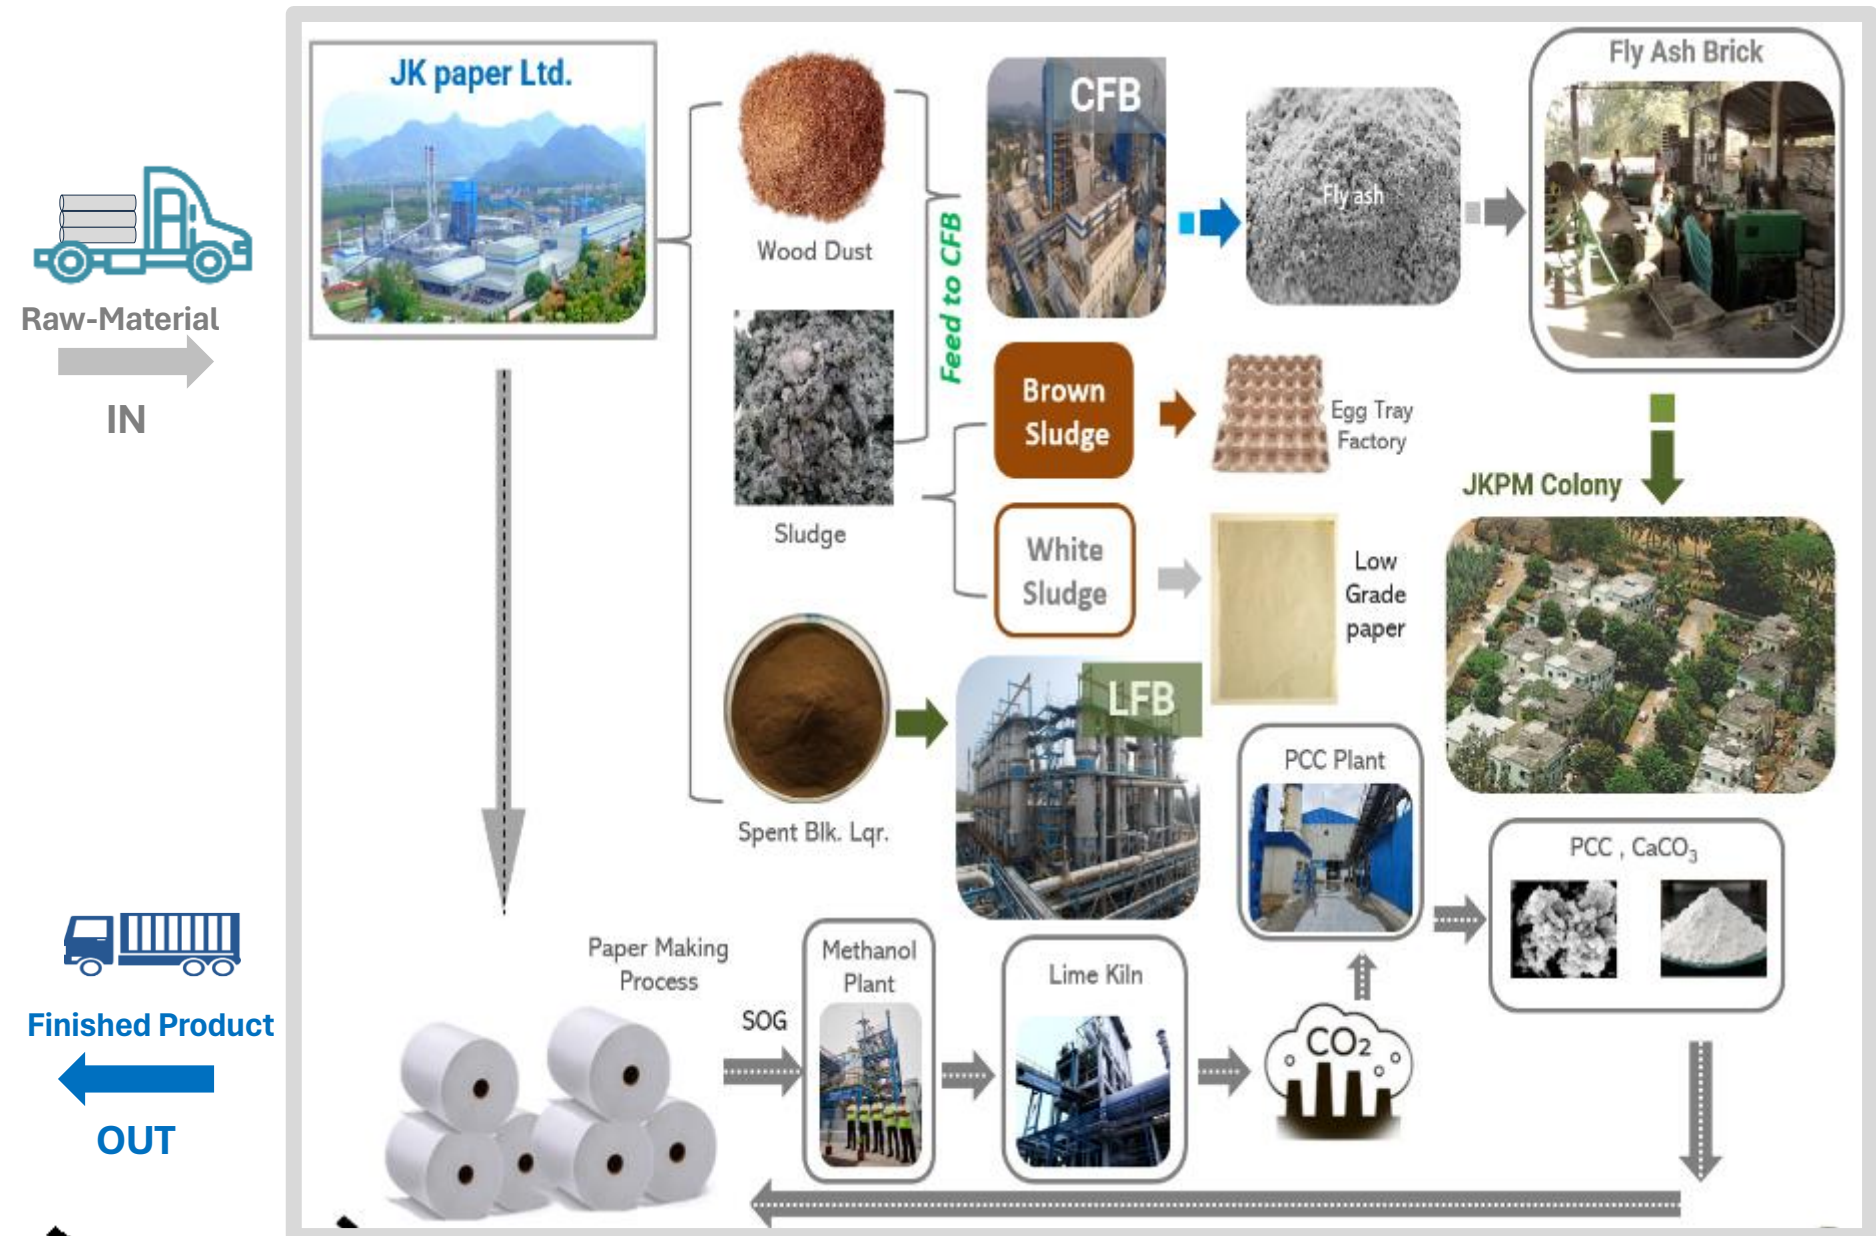 JK paper Ltd.
Raw-Material
IN
Finished Product
OUT
Wood Dust
Sludge
Spent Blk. Lqr.
Feed to CFB
CFB
Fly ash
Fly Ash Brick
Brown
Sludge
Egg Tray
Factory
White
Sludge
Low
Grade
paper
JKPM Colony
LFB
PCC Plant
PCC , CaCO₃
Paper Making
Process
SOG
Methanol
Plant
Lime Kiln
CO₂